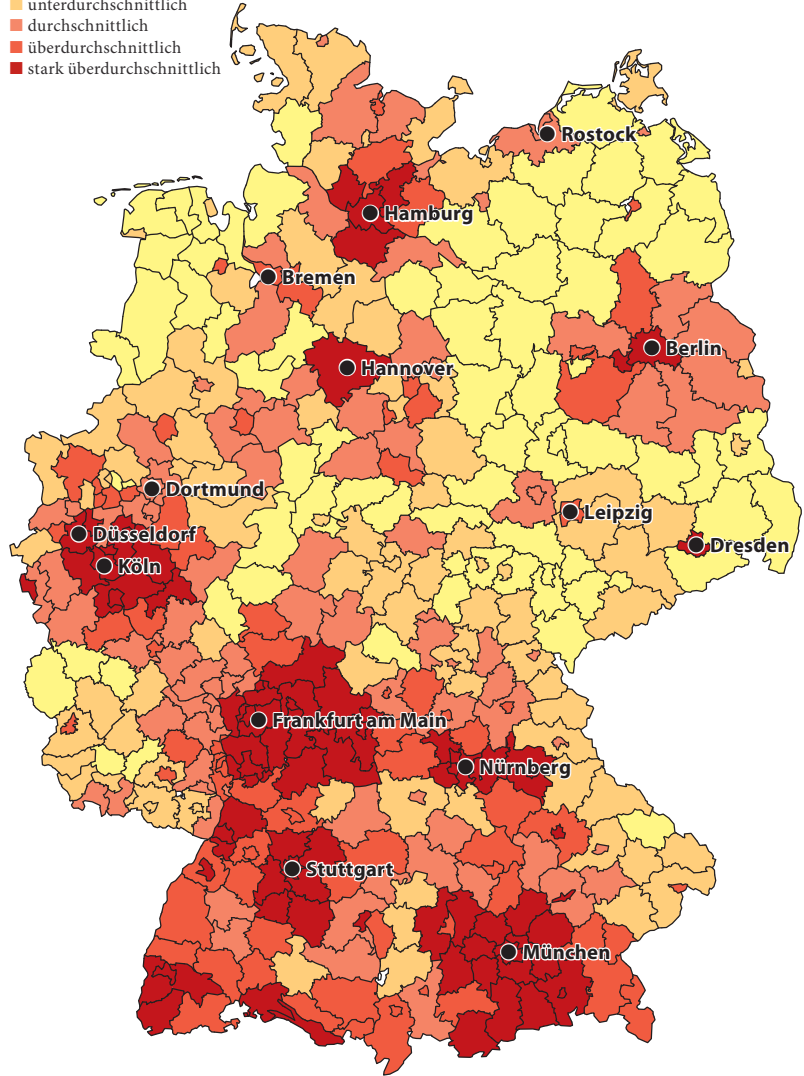 unterdurchschnittlich
durchschnittlich
überdurchschnittlich
stark überdurchschnittlich
Rostock
Hamburg
Bremen
Berlin
Hannover
Dortmund
Leipzig
Düsseldorf
Dresden
Köln
Frankfurt am Main
Nürnberg
Stuttgart
München